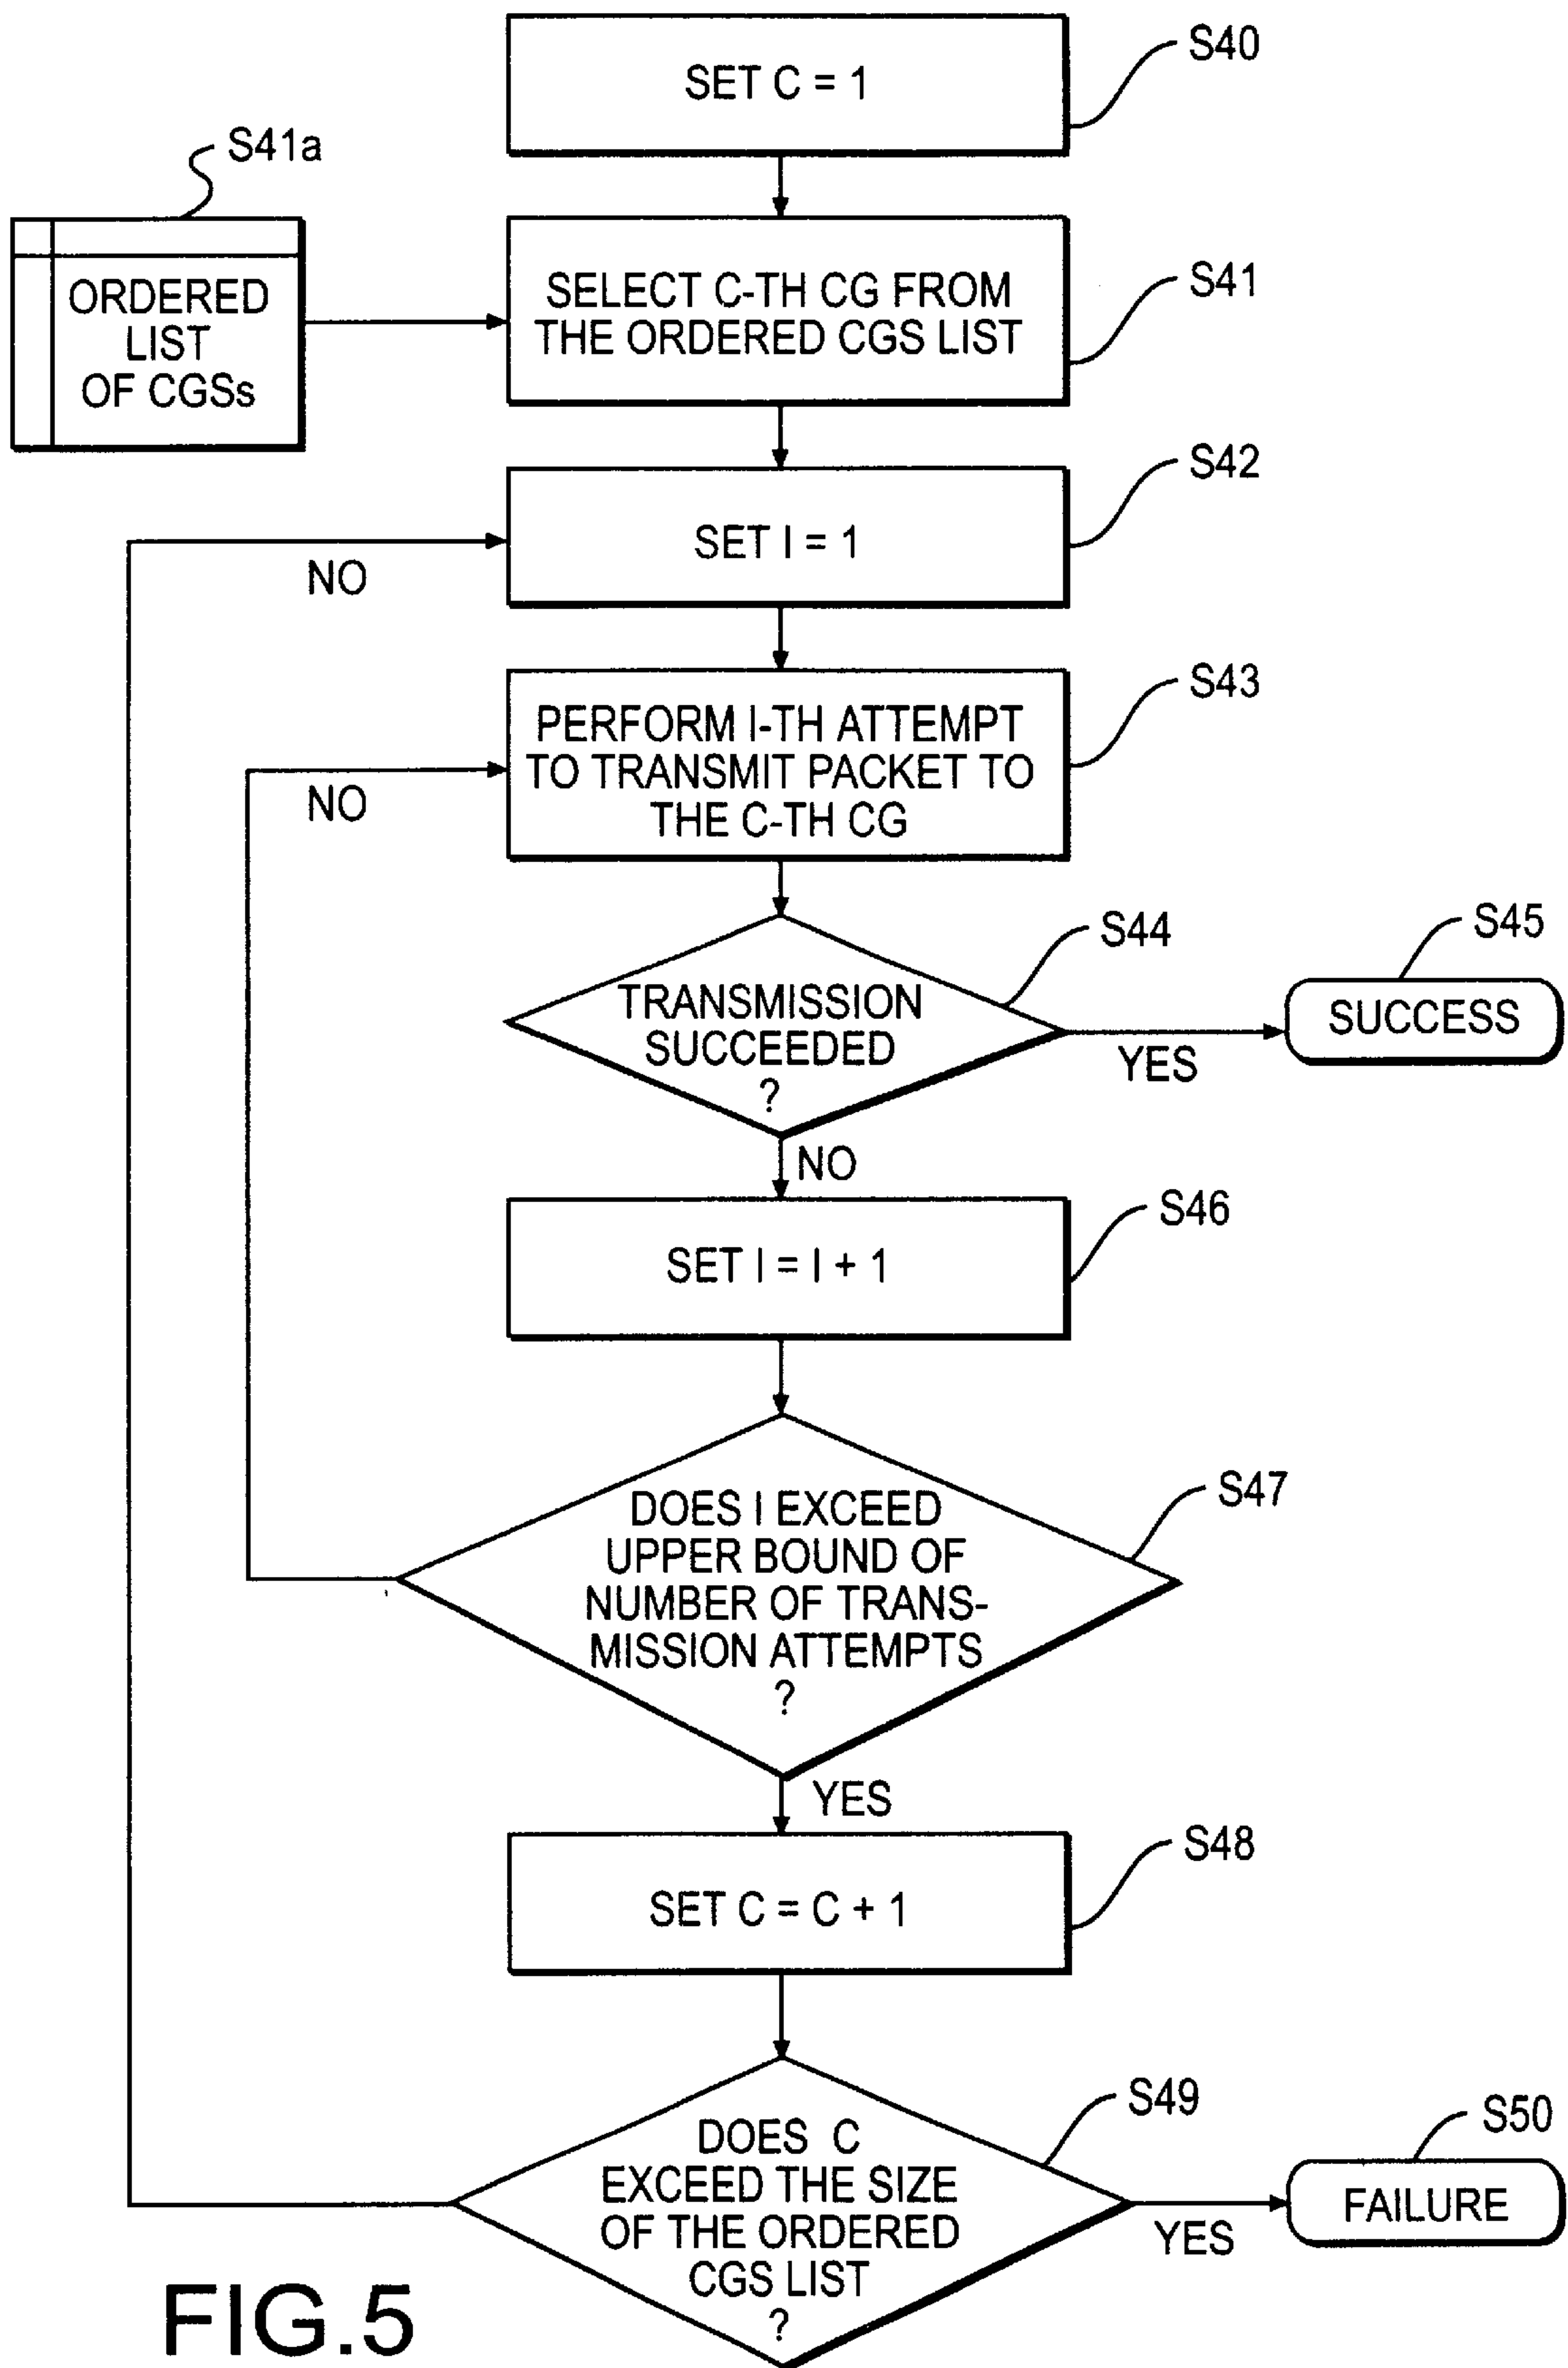 SET C = 1
S40
S41a
ORDERED
LIST
OF CGSs
SELECT C-TH CG FROM
THE ORDERED CGS LIST
S41
SET I = 1
S42
NO
PERFORM I-TH ATTEMPT
TO TRANSMIT PACKET TO
THE C-TH CG
S43
NO
TRANSMISSION
SUCCEEDED
?
S44
YES
S45
SUCCESS
NO
SET I = I + 1
S46
DOES I EXCEED
UPPER BOUND OF
NUMBER OF TRANS-
MISSION ATTEMPTS
?
S47
YES
SET C = C + 1
S48
DOES C
EXCEED THE SIZE
OF THE ORDERED
CGS LIST
?
S49
YES
S50
FAILURE
FIG.5